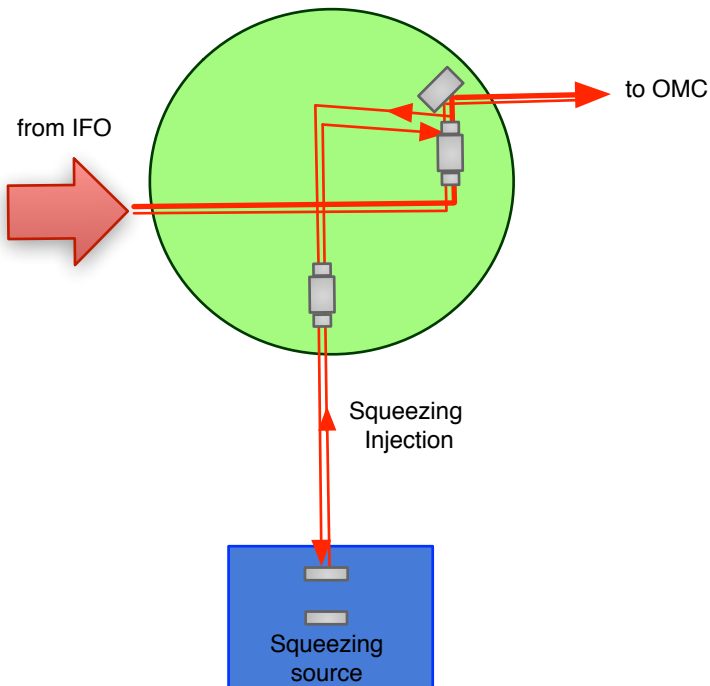 to OMC
from IFO
Squeezing
Injection
Squeezing
source